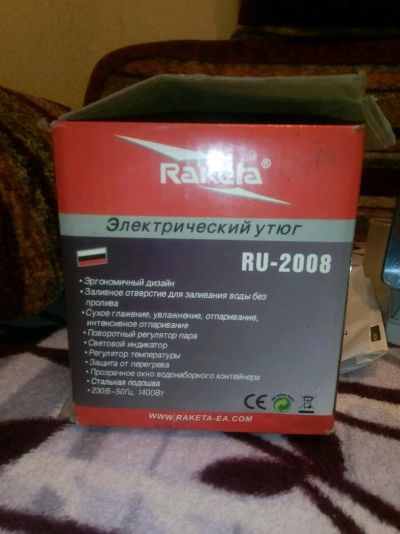 Raketa®
Электрический утюг
RU-2008
• Эргономичный дизайн
• Заливное отверстие для заливания воды без
пролива
• Сухое глажение, увлажнение, отпаривание,
интенсивное отпаривание
• Поворотный регулятор пара
• Световой индикатор
• Регулятор температуры
• Защита от перегрева
• Прозрачное окно водонаборного контейнера
• Стальная подошва
• 230В~50Гц, 1400Вт
CE
WWW.RAKETA-EA.COM